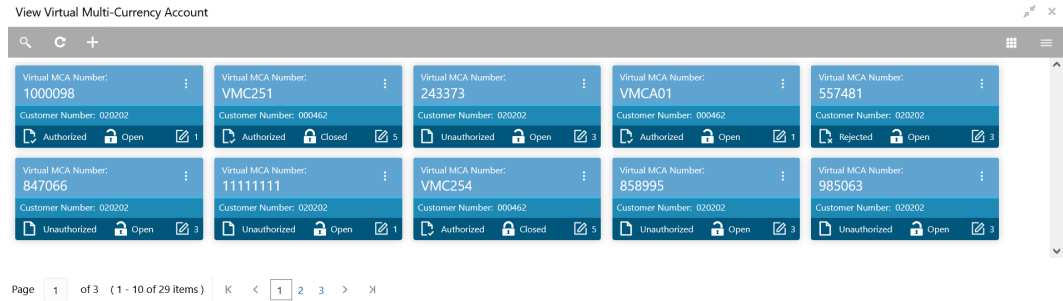 View Virtual Multi-Currency Account
Virtual MCA Number:
1000098
Customer Number: 020202
Authorized Open 1
Virtual MCA Number:
VMC251
Customer Number: 000462
Authorized Closed 5
Virtual MCA Number:
243373
Customer Number: 020202
Unauthorized Open 3
Virtual MCA Number:
VMCA01
Customer Number: 000462
Authorized Open 1
Virtual MCA Number:
557481
Customer Number: 020202
Rejected Open 3
Virtual MCA Number:
847066
Customer Number: 020202
Unauthorized Open 3
Virtual MCA Number:
11111111
Customer Number: 020202
Unauthorized Open 1
Virtual MCA Number:
VMC254
Customer Number: 000462
Authorized Closed 5
Virtual MCA Number:
858995
Customer Number: 020202
Unauthorized Open 3
Virtual MCA Number:
985063
Customer Number: 020202
Unauthorized Open 3
Page 1 of 3 ( 1 - 10 of 29 items ) 1 2 3